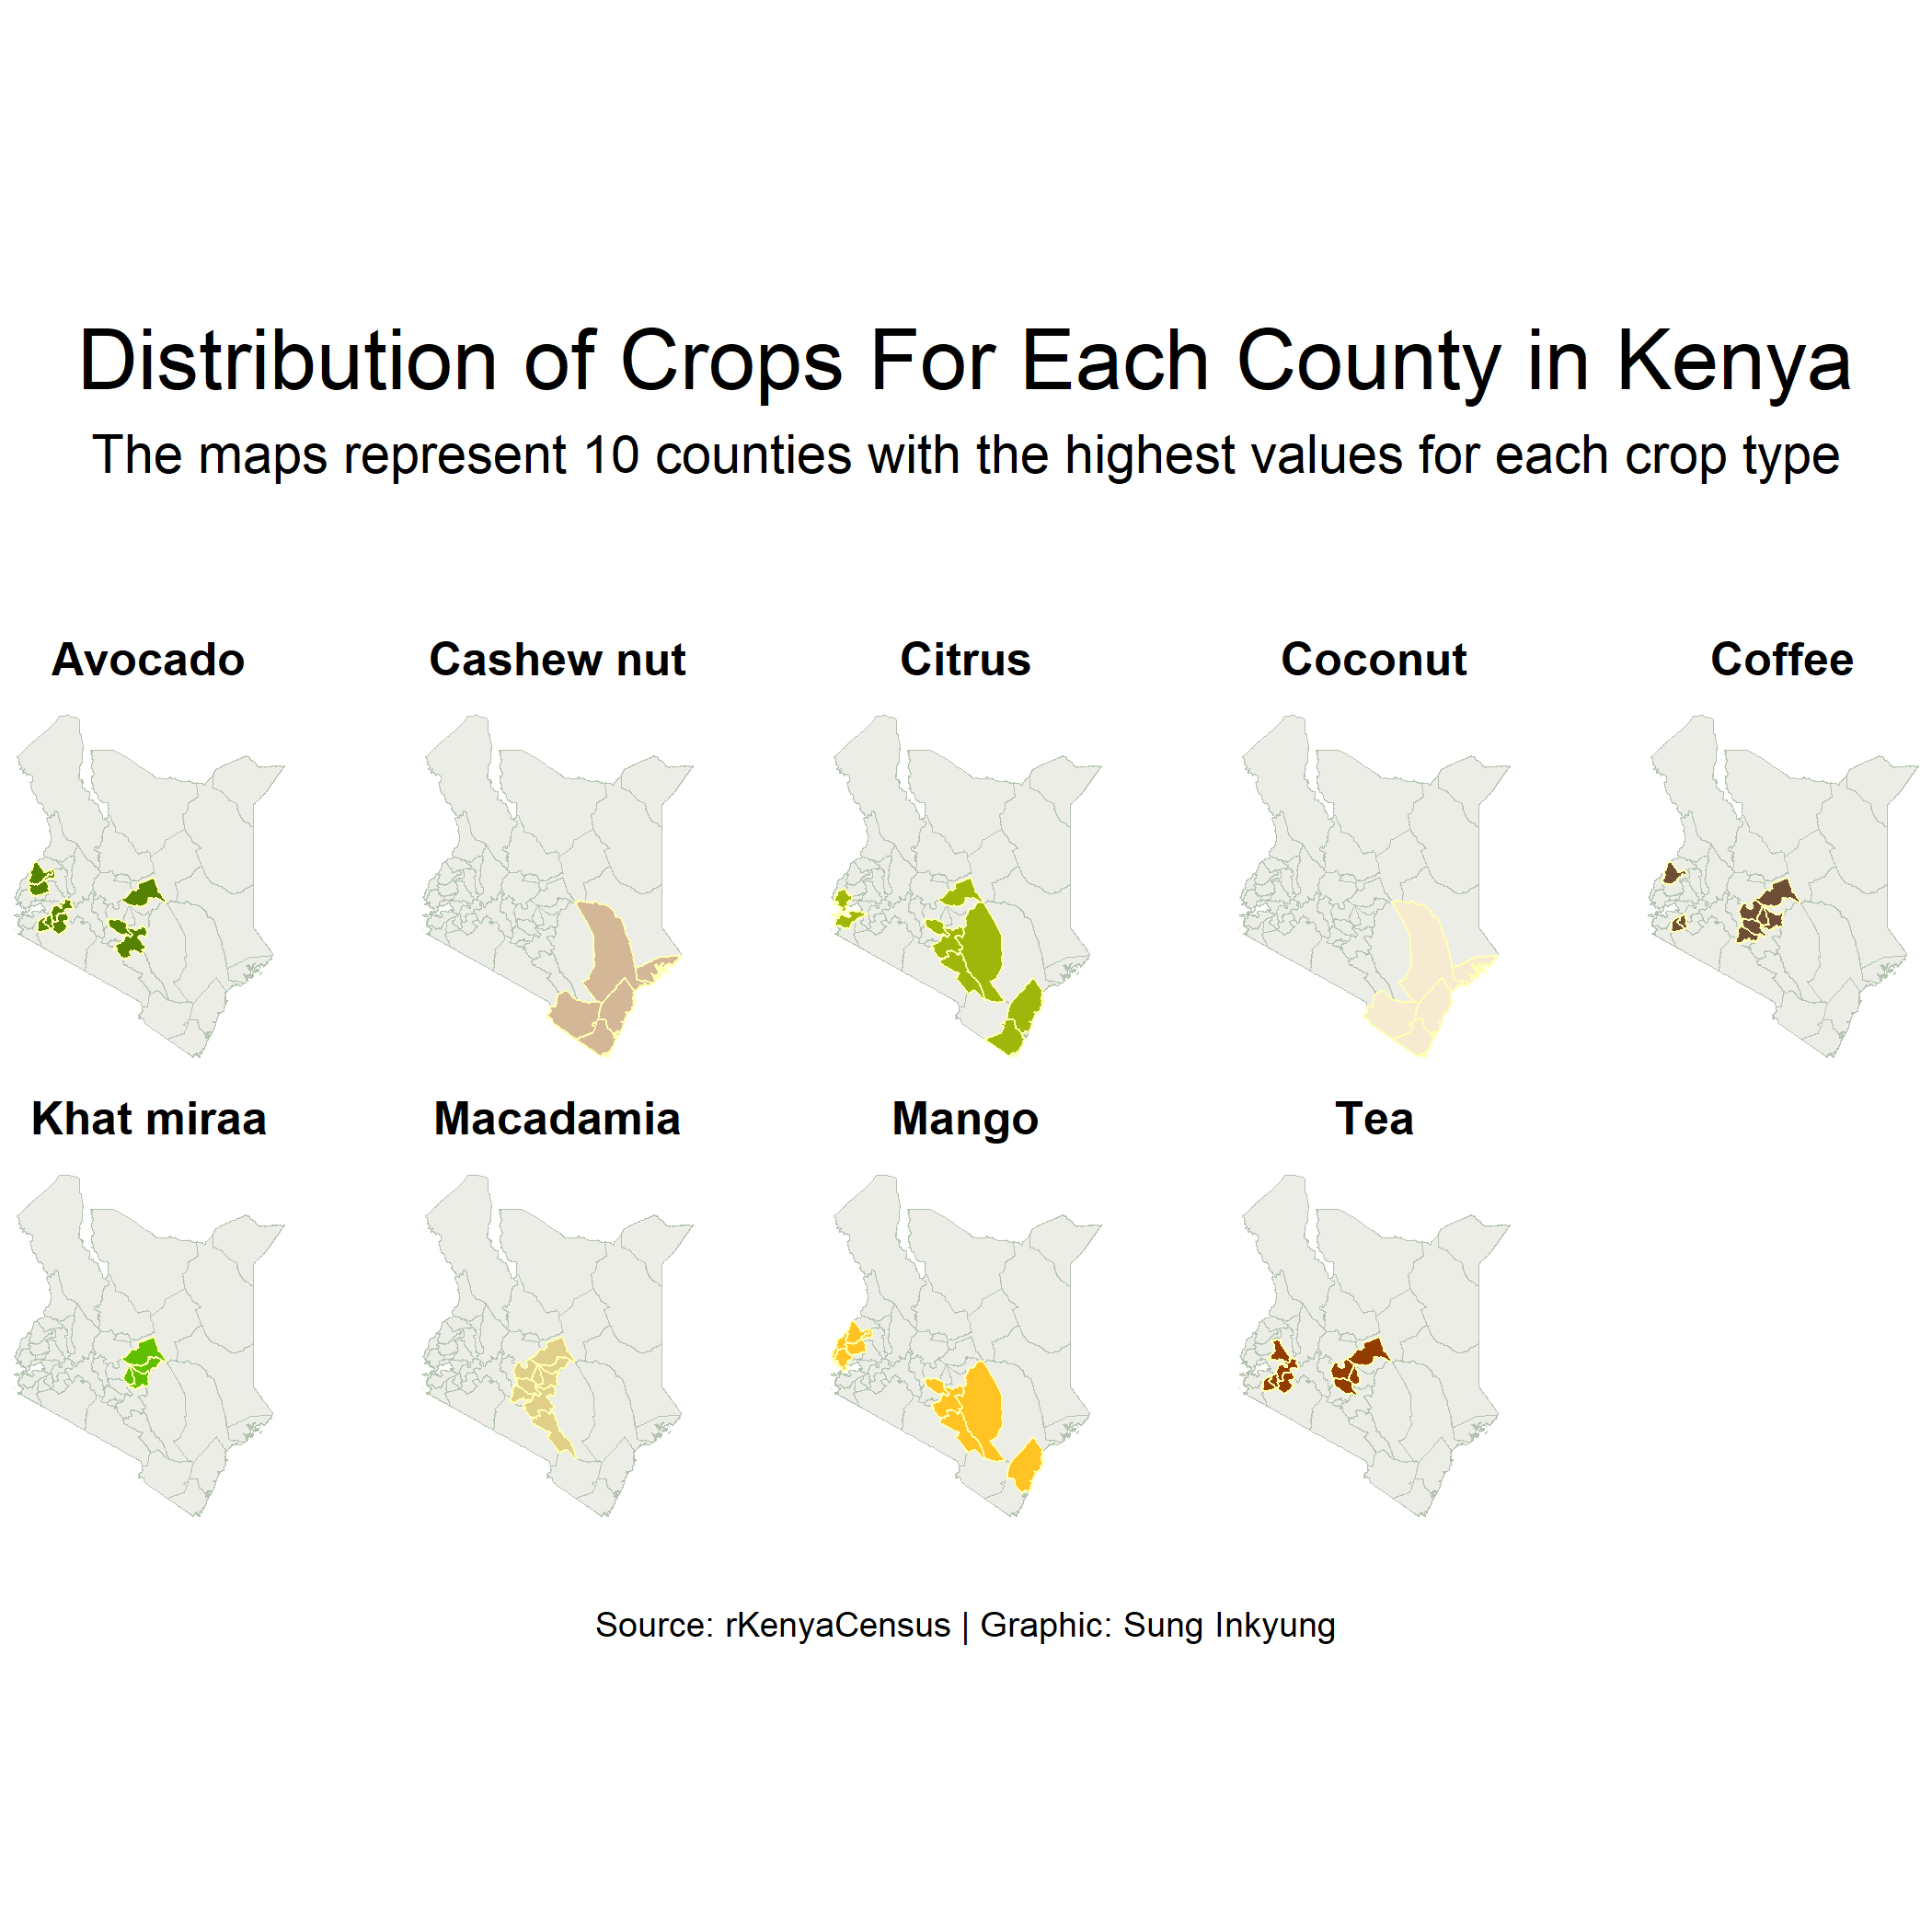 Distribution of Crops For Each County in Kenya
The maps represent 10 counties with the highest values for each crop type
Avocado
Cashew nut
Citrus
Coconut
Coffee
Khat miraa
Macadamia
Mango
Tea
Source: rKenyaCensus | Graphic: Sung Inkyung